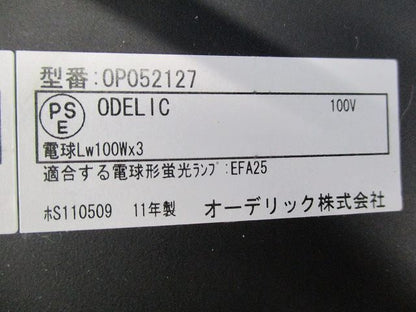 型番:OP052127
PS
E
ODELIC 100V
電球Lw100Wx3
適合する電球形蛍光ﾗﾝﾌﾟ:EFA25
ﾎS110509 11年製 オーデリック株式会社